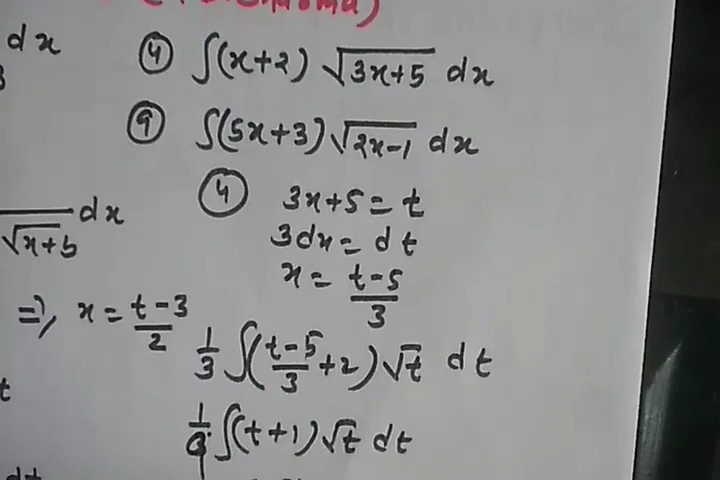 dx
④ ∫(x+2) √(3x+5) dx
⑨ ∫(5x+3) √(2x-1) dx
④ 3x+5 = t
dx
√x+5
3dx = dt
x = (t-5)/3
⇒, x = (t-3)/2
1/3 ∫((t-5)/3 + 2) √t dt
t
1/9 ∫(t+1) √t dt
dt